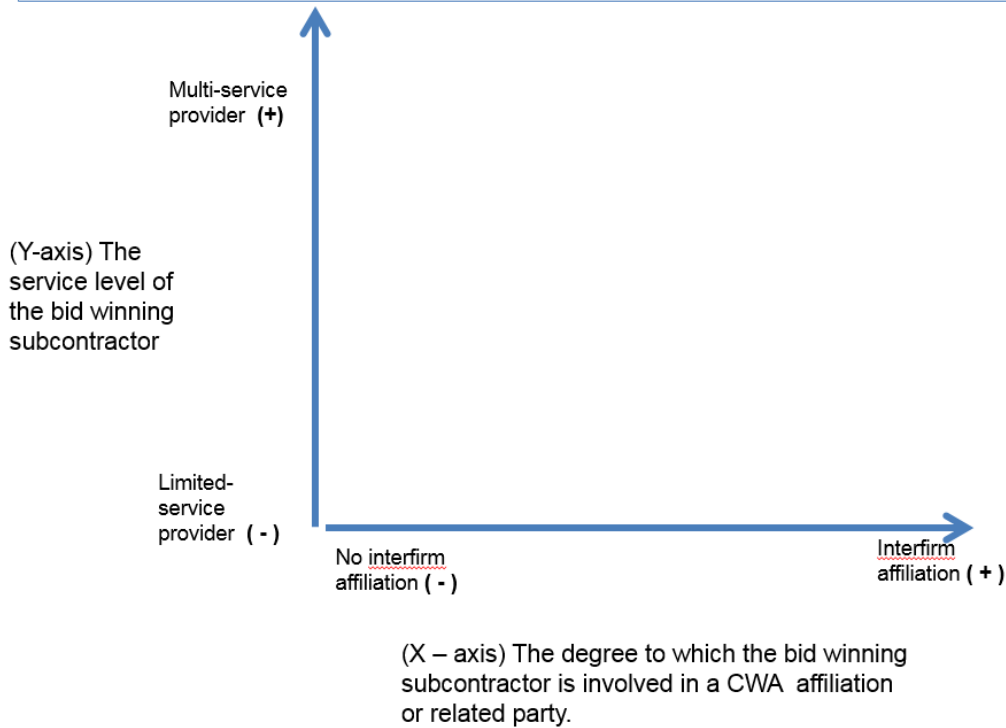 Multi-service
provider (+)
(Y-axis) The
service level of
the bid winning
subcontractor
Limited-
service
provider ( - )
No interfirm
affiliation ( - )
Interfirm
affiliation ( + )
(X – axis) The degree to which the bid winning
subcontractor is involved in a CWA affiliation
or related party.